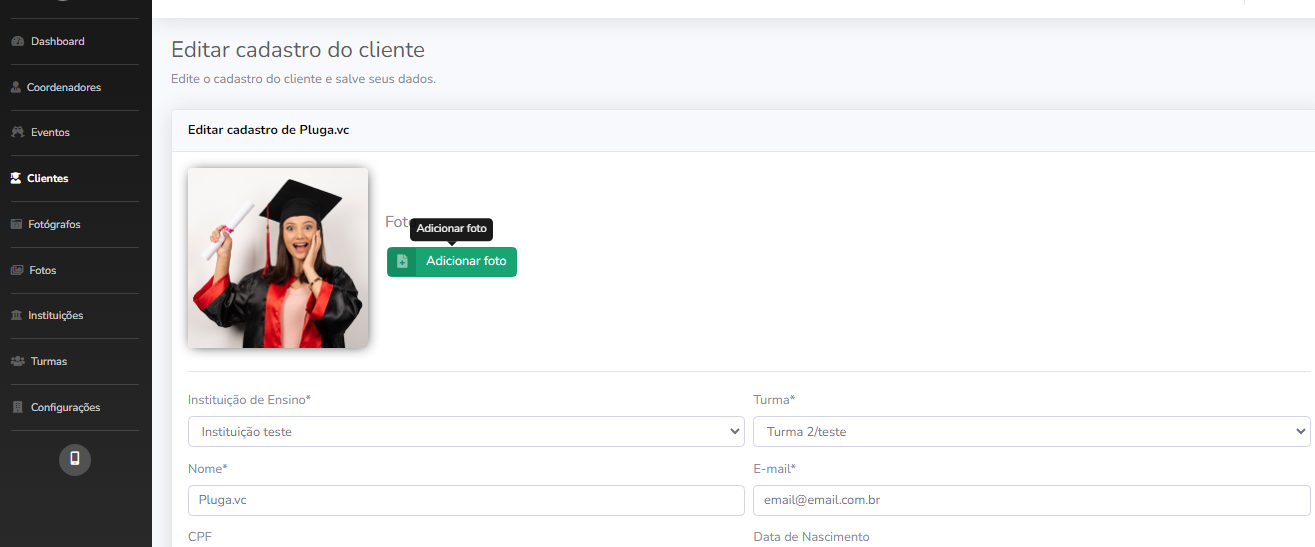 Dashboard
Coordenadores
Eventos
Clientes
Fotógrafos
Fotos
Instituições
Turmas
Configurações
Editar cadastro do cliente
Edite o cadastro do cliente e salve seus dados.
Editar cadastro de Pluga.vc
Adicionar foto
Adicionar foto
Instituição de Ensino*
Turma*
Instituição teste
Turma 2/teste
Nome*
E-mail*
Pluga.vc
email@email.com.br
CPF
Data de Nascimento